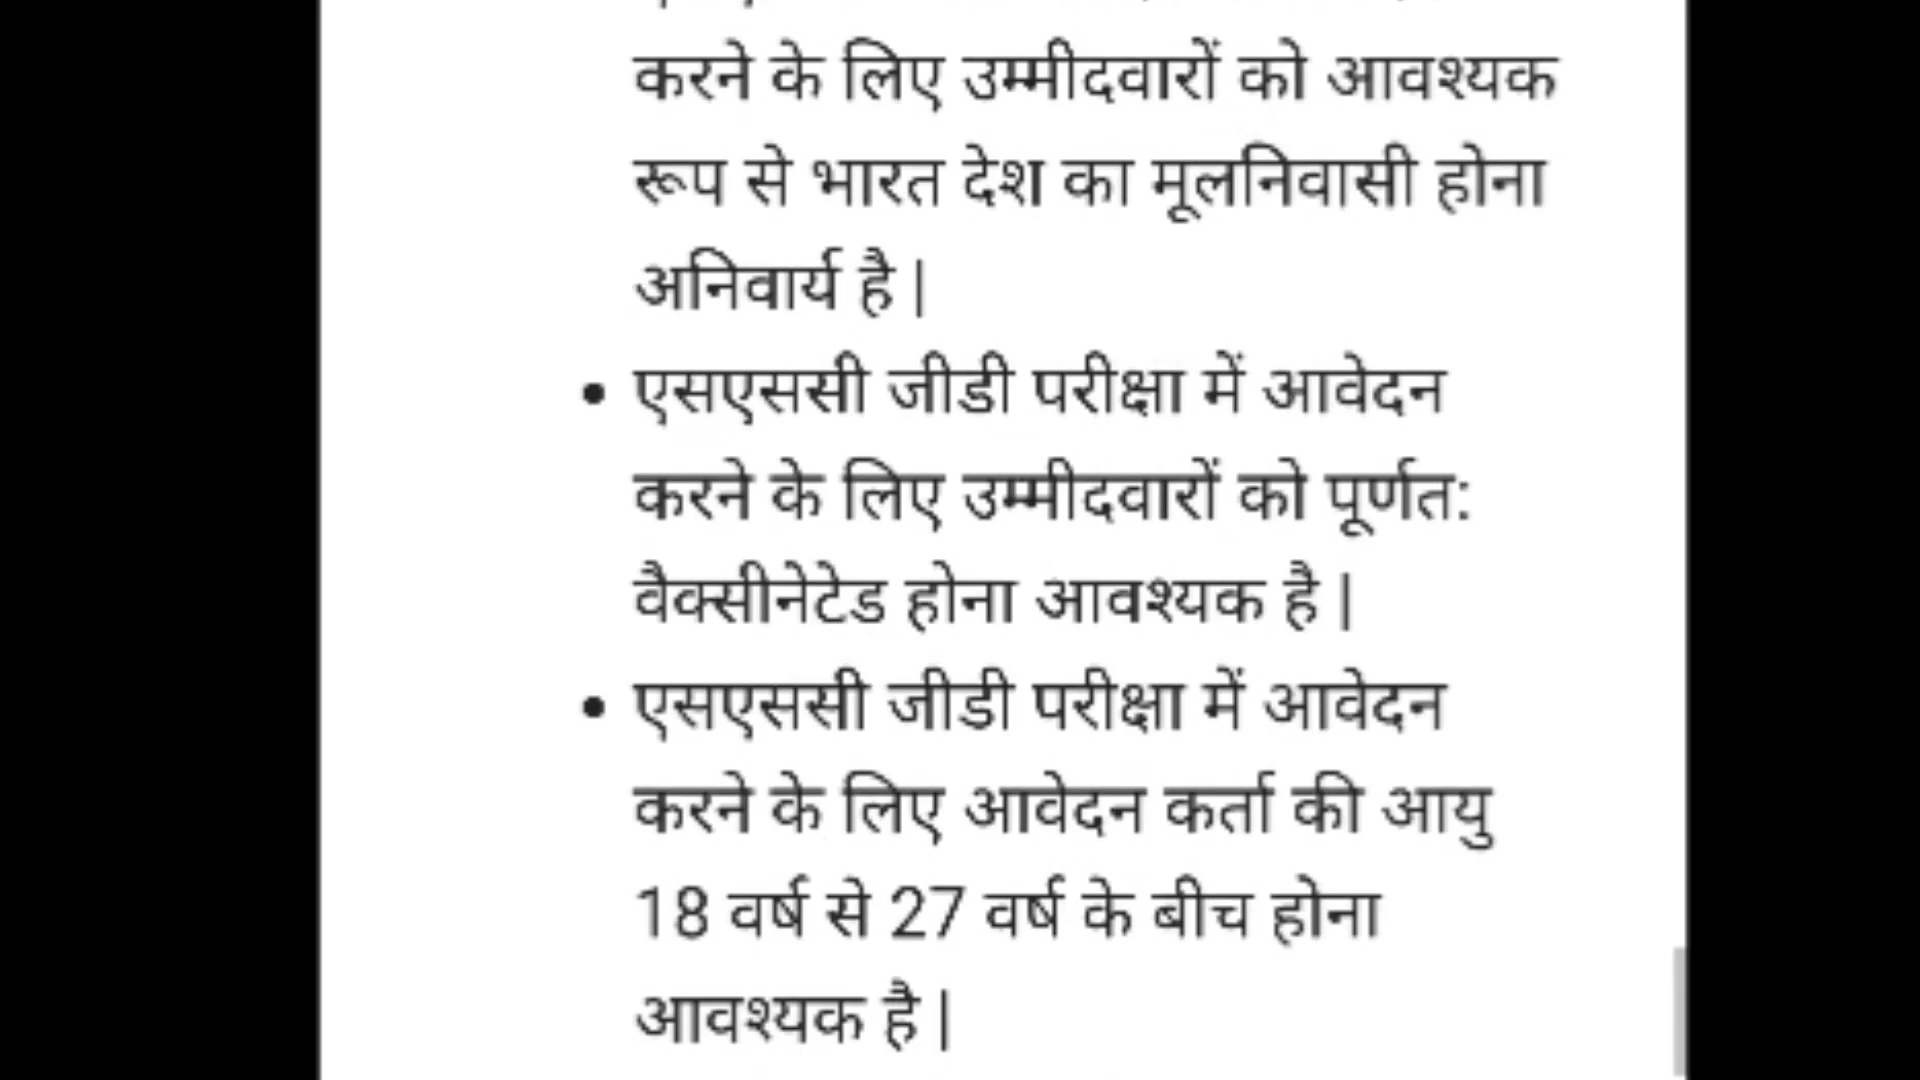 करने के लिए उम्मीदवारों को आवश्यक
रूप से भारत देश का मूलनिवासी होना
अनिवार्य है |
• एसएससी जीडी परीक्षा में आवेदन
करने के लिए उम्मीदवारों को पूर्णत:
वैक्सीनेटेड होना आवश्यक है |
• एसएससी जीडी परीक्षा में आवेदन
करने के लिए आवेदन कर्ता की आयु
18 वर्ष से 27 वर्ष के बीच होना
आवश्यक है |